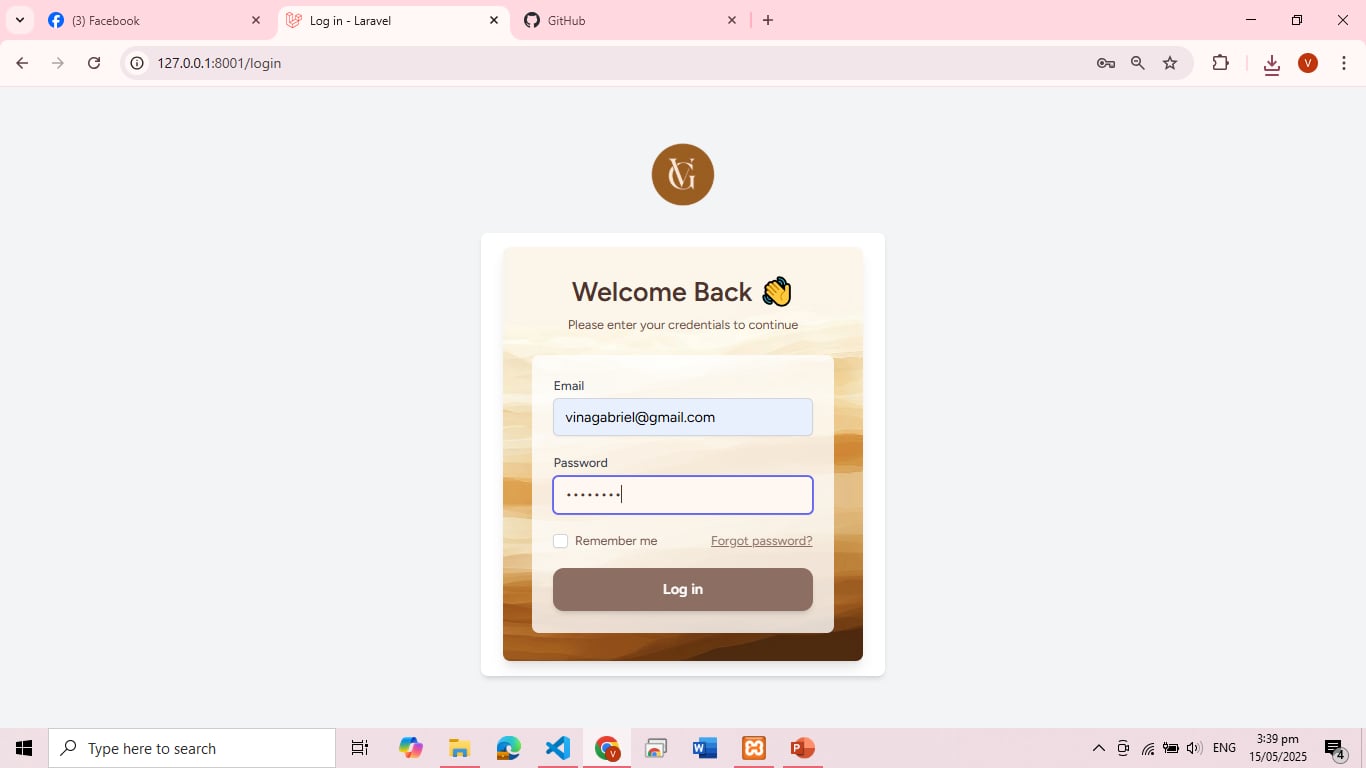 (3) Facebook
Log in - Laravel
GitHub
127.0.0.1:8001/login
V
VG
Welcome Back 👋
Please enter your credentials to continue
Email
vinagabriel@gmail.com
Password
••••••••
Remember me
Forgot password?
Log in
Type here to search
ENG
3:39 pm
15/05/2025
4